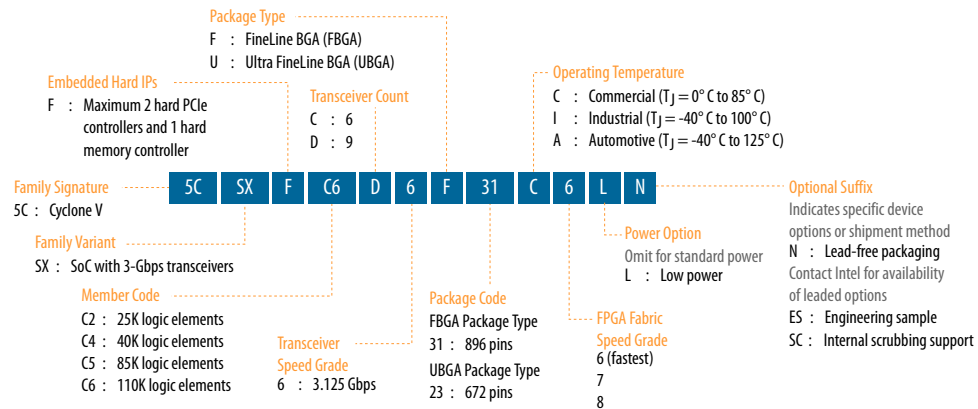 Package Type
F : FineLine BGA (FBGA)
U : Ultra FineLine BGA (UBGA)
Embedded Hard IPs
F : Maximum 2 hard PCIe
controllers and 1 hard
memory controller
Transceiver Count
C : 6
D : 9
Operating Temperature
C : Commercial (TJ = 0° C to 85° C)
I : Industrial (TJ = -40° C to 100° C)
A : Automotive (TJ = -40° C to 125° C)
5C SX F C6 D 6 F 31 C 6 L N
Family Signature
5C : Cyclone V
Family Variant
SX : SoC with 3-Gbps transceivers
Member Code
C2 : 25K logic elements
C4 : 40K logic elements
C5 : 85K logic elements
C6 : 110K logic elements
Transceiver
Speed Grade
6 : 3.125 Gbps
Package Code
FBGA Package Type
31 : 896 pins
UBGA Package Type
23 : 672 pins
FPGA Fabric
Speed Grade
6 (fastest)
7
8
Power Option
Omit for standard power
L : Low power
Optional Suffix
Indicates specific device
options or shipment method
N : Lead-free packaging
Contact Intel for availability
of leaded options
ES : Engineering sample
SC : Internal scrubbing support